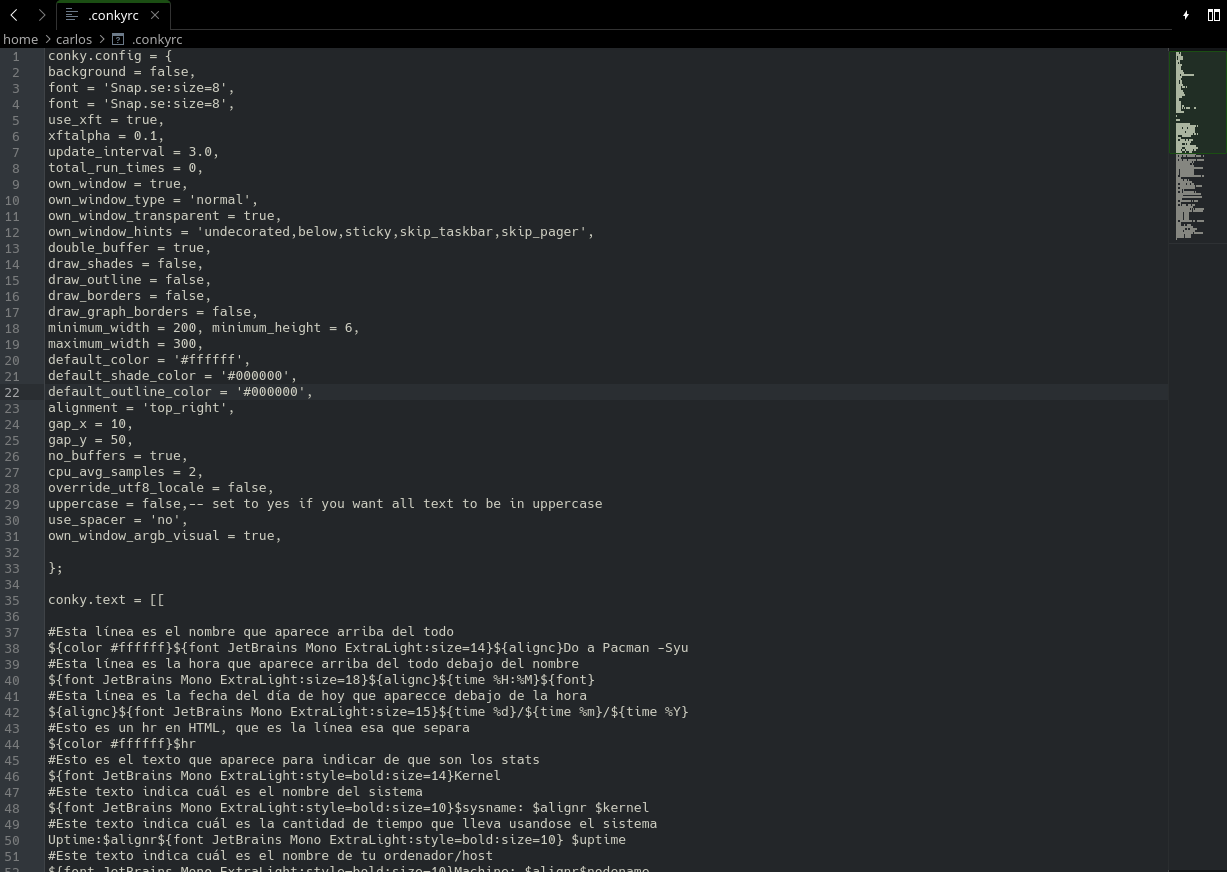 .conkyrc
home > carlos > .conkyrc
1 conky.config = {
2 background = false,
3 font = 'Snap.se:size=8',
4 font = 'Snap.se:size=8',
5 use_xft = true,
6 xftalpha = 0.1,
7 update_interval = 3.0,
8 total_run_times = 0,
9 own_window = true,
10 own_window_type = 'normal',
11 own_window_transparent = true,
12 own_window_hints = 'undecorated,below,sticky,skip_taskbar,skip_pager',
13 double_buffer = true,
14 draw_shades = false,
15 draw_outline = false,
16 draw_borders = false,
17 draw_graph_borders = false,
18 minimum_width = 200, minimum_height = 6,
19 maximum_width = 300,
20 default_color = '#ffffff',
21 default_shade_color = '#000000',
22 default_outline_color = '#000000',
23 alignment = 'top_right',
24 gap_x = 10,
25 gap_y = 50,
26 no_buffers = true,
27 cpu_avg_samples = 2,
28 override_utf8_locale = false,
29 uppercase = false,-- set to yes if you want all text to be in uppercase
30 use_spacer = 'no',
31 own_window_argb_visual = true,
32
33 };
34
35 conky.text = [[
36
37 #Esta línea es el nombre que aparece arriba del todo
38 ${color #ffffff}${font JetBrains Mono ExtraLight:size=14}${alignc}Do a Pacman -Syu
39 #Esta línea es la hora que aparece arriba del todo debajo del nombre
40 ${font JetBrains Mono ExtraLight:size=18}${alignc}${time %H:%M}${font}
41 #Esta línea es la fecha del día de hoy que aparecce debajo de la hora
42 ${alignc}${font JetBrains Mono ExtraLight:size=15}${time %d}/${time %m}/${time %Y}
43 #Esto es un hr en HTML, que es la línea esa que separa
44 ${color #ffffff}$hr
45 #Esto es el texto que aparece para indicar de que son los stats
46 ${font JetBrains Mono ExtraLight:style=bold:size=14}Kernel
47 #Este texto indica cuál es el nombre del sistema
48 ${font JetBrains Mono ExtraLight:style=bold:size=10}$sysname: $alignr $kernel
49 #Este texto indica cuál es la cantidad de tiempo que lleva usandose el sistema
50 Uptime:$alignr${font JetBrains Mono ExtraLight:style=bold:size=10} $uptime
51 #Este texto indica cuál es el nombre de tu ordenador/host
52 ${font JetBrains Mono ExtraLight:style=bold:size=10}Machine: $alignr$nodename